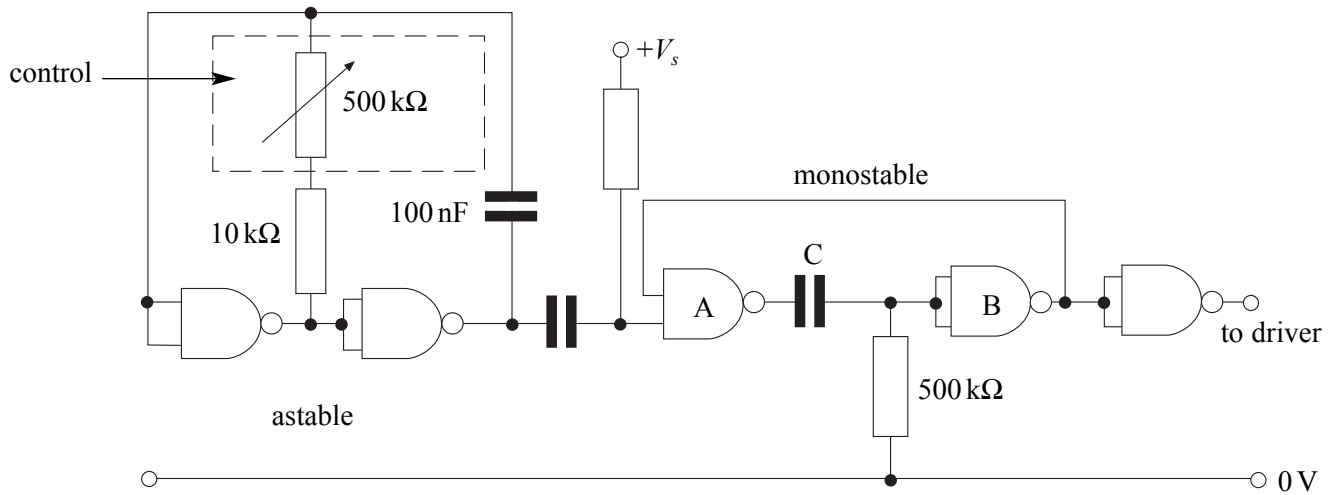 control
500 kΩ
+Vs
monostable
10 kΩ
100 nF
C
A
B
to driver
500 kΩ
astable
0 V